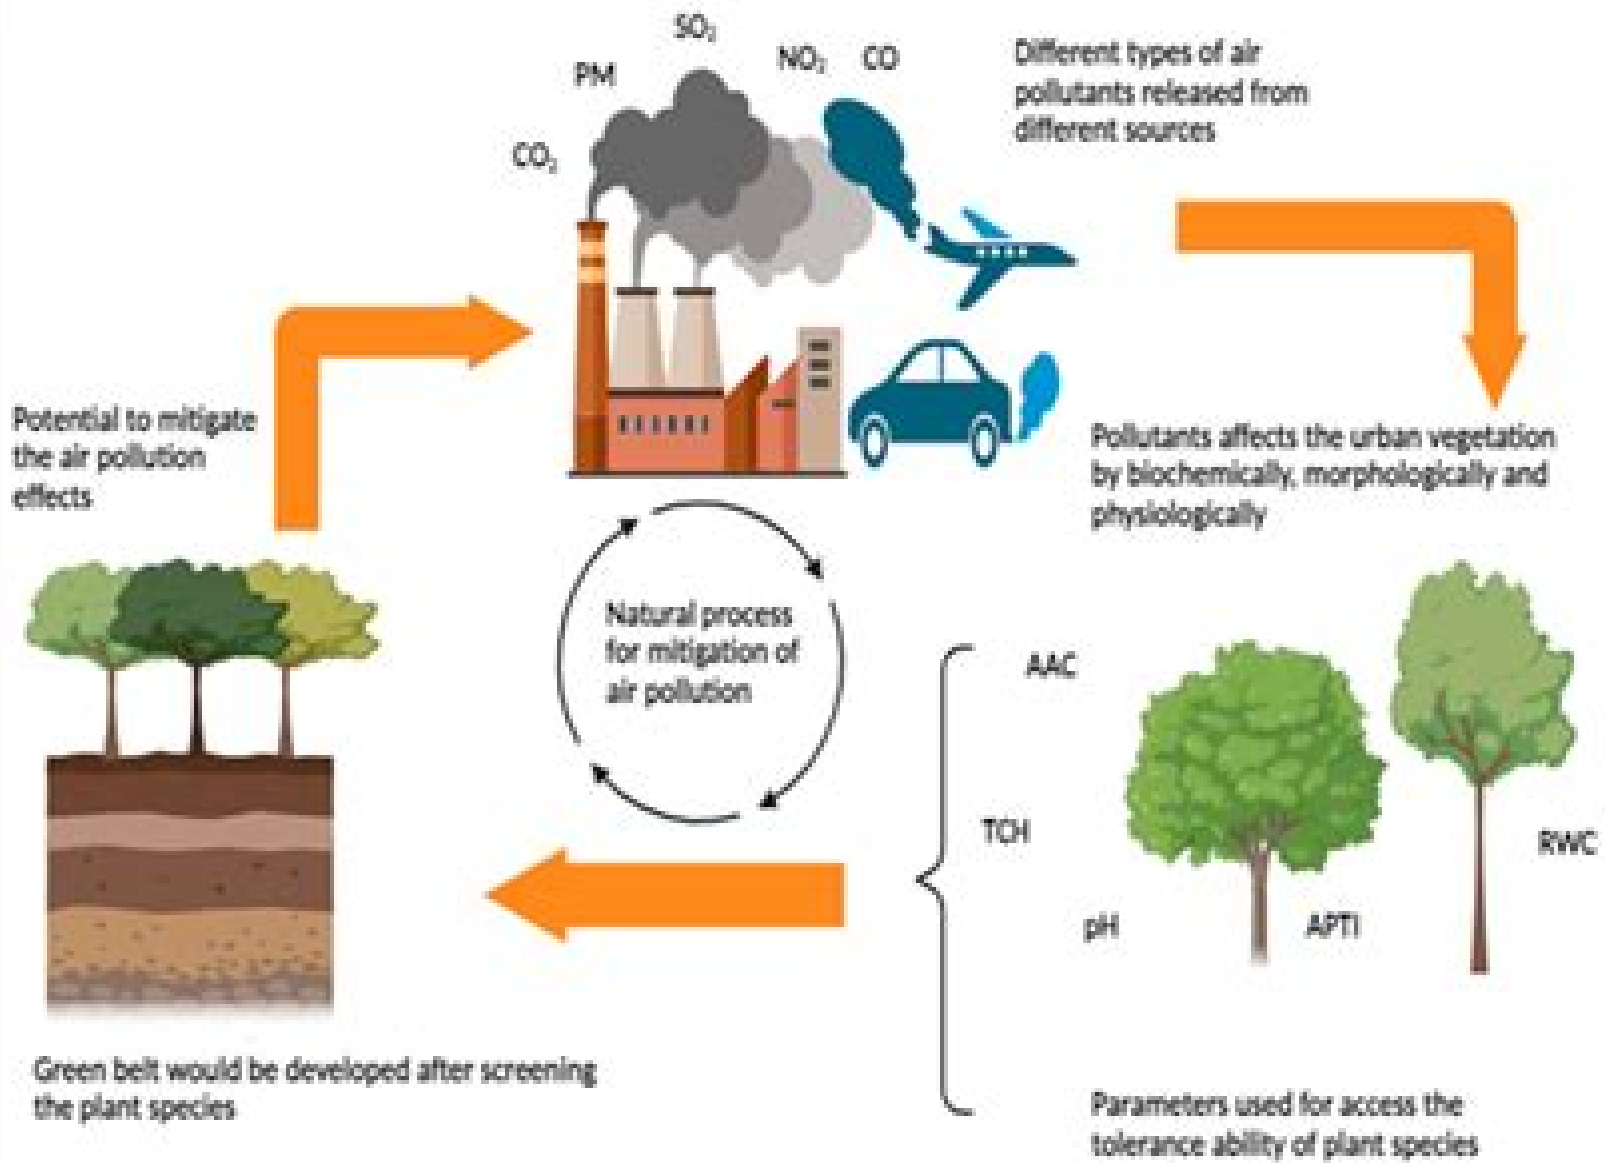 SO₂
PM
NO₂
CO
CO₂
Different types of air
pollutants released from
different sources
Potential to mitigate
the air pollution
effects
Pollutants affects the urban vegetation
by biochemically, morphologically and
physiologically
Natural process
for mitigation of
air pollution
AAC
TCH
RWC
pH
APTI
Green belt would be developed after screening
the plant species
Parameters used for access the
tolerance ability of plant species